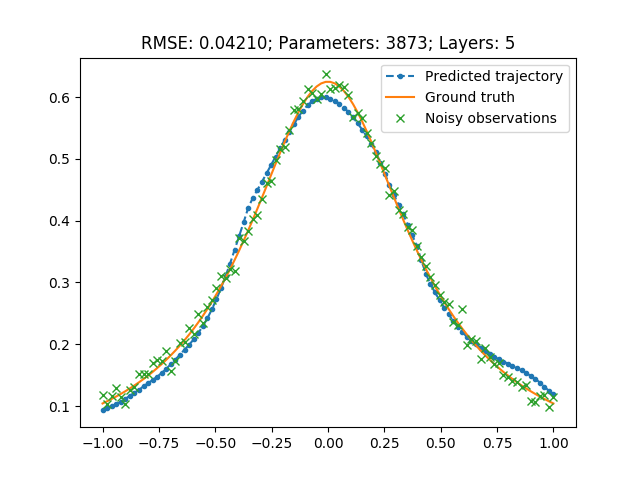 RMSE: 0.04210; Parameters: 3873; Layers: 5
Predicted trajectory
Ground truth
Noisy observations
0.6
0.5
0.4
0.3
0.2
0.1
−1.00 −0.75 −0.50 −0.25 0.00 0.25 0.50 0.75 1.00